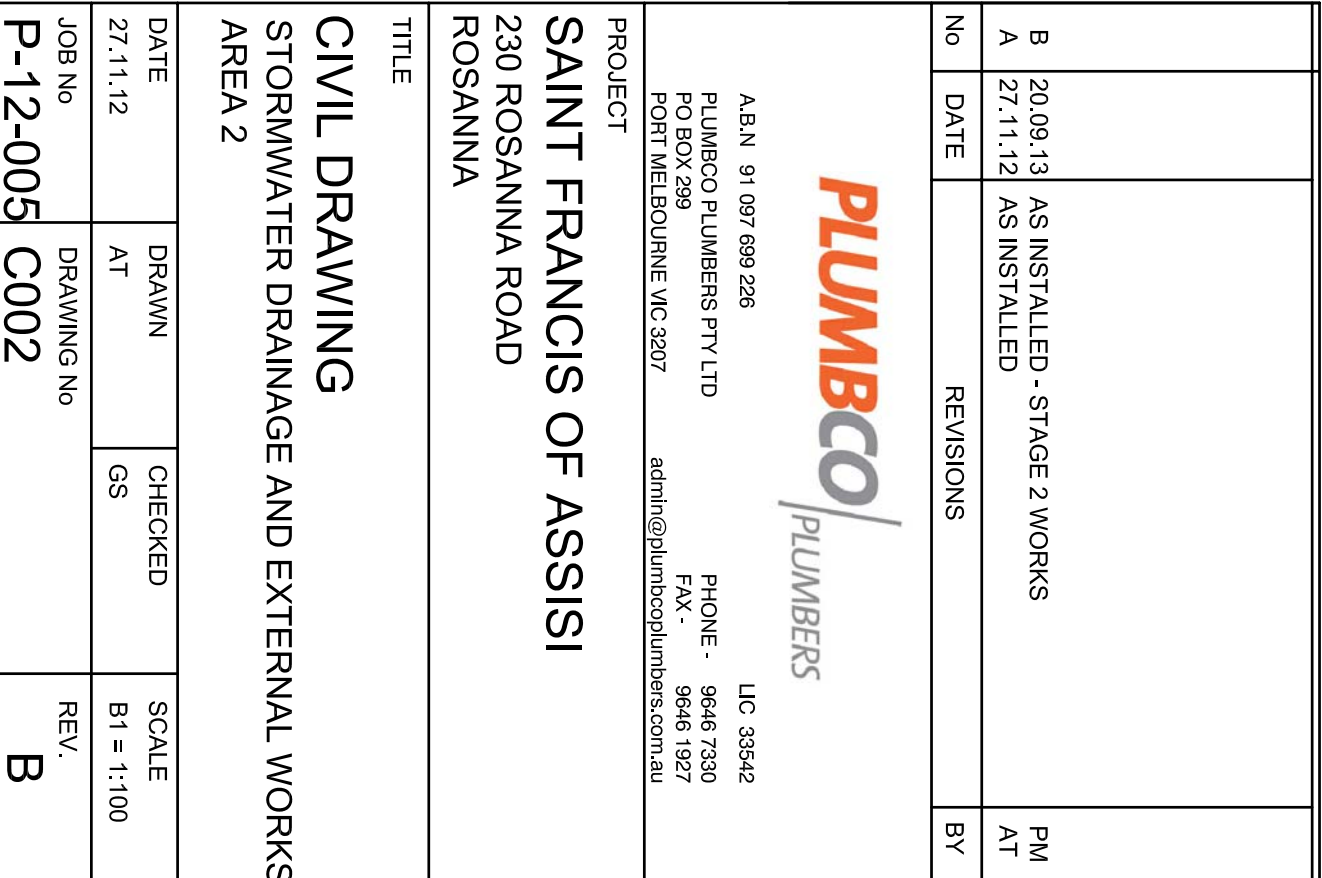 B 20.09.13 AS INSTALLED - STAGE 2 WORKS PM
A 27.11.12 AS INSTALLED AT
No DATE REVISIONS BY
PLUMBCO PLUMBERS
A.B.N 91 097 699 226 LIC 33542
PLUMBCO PLUMBERS PTY LTD PHONE - 9646 7330
PO BOX 299 FAX - 9646 1927
PORT MELBOURNE VIC 3207 admin@plumbcoplumbers.com.au
PROJECT
SAINT FRANCIS OF ASSISI
230 ROSANNA ROAD
ROSANNA
TITLE
CIVIL DRAWING
STORMWATER DRAINAGE AND EXTERNAL WORKS
AREA 2
DATE DRAWN CHECKED SCALE
27.11.12 AT GS B1 = 1:100
JOB No DRAWING No REV.
P-12-005 C002 B